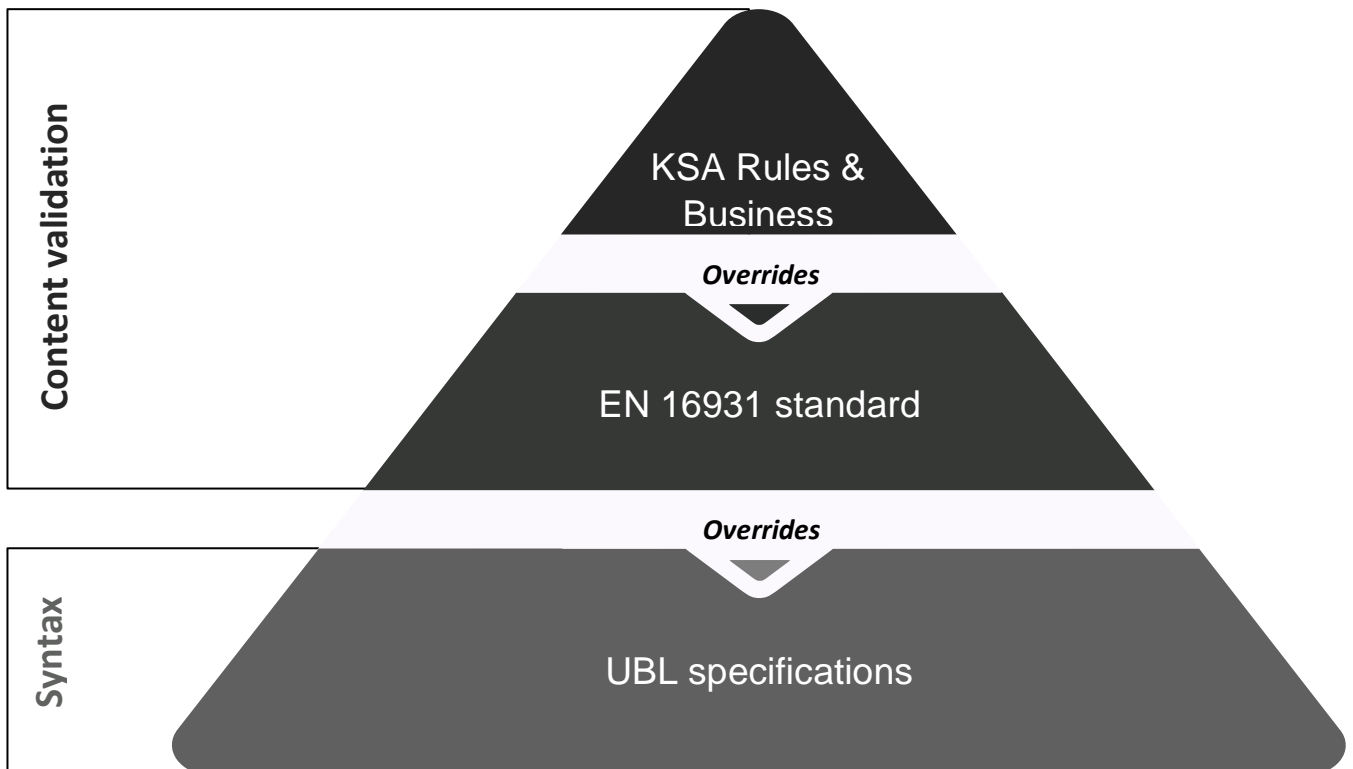 Content validation
KSA Rules &
Business
Overrides
EN 16931 standard
Overrides
Syntax
UBL specifications